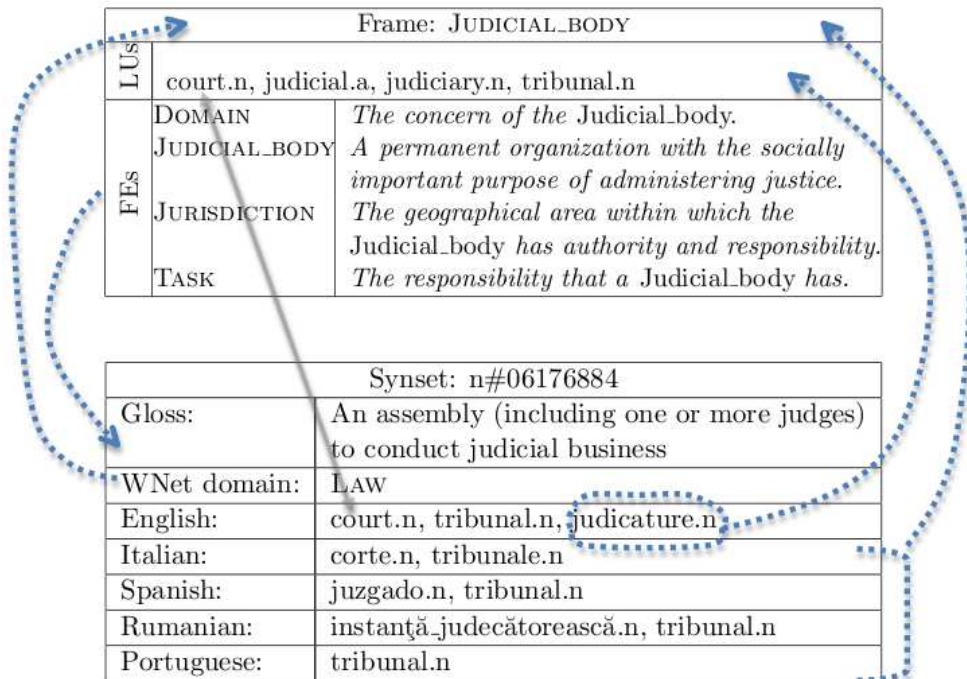 Frame: JUDICIAL_BODY
LUs
court.n, judicial.a, judiciary.n, tribunal.n
FEs
DOMAIN The concern of the Judicial_body.
JUDICIAL_BODY A permanent organization with the socially
important purpose of administering justice.
JURISDICTION The geographical area within which the
Judicial_body has authority and responsibility.
TASK The responsibility that a Judicial_body has.
Synset: n#06176884
Gloss: An assembly (including one or more judges)
to conduct judicial business
WNet domain: LAW
English: court.n, tribunal.n, judicature.n
Italian: corte.n, tribunale.n
Spanish: juzgado.n, tribunal.n
Rumanian: instanţă_judecătorească.n, tribunal.n
Portuguese: tribunal.n